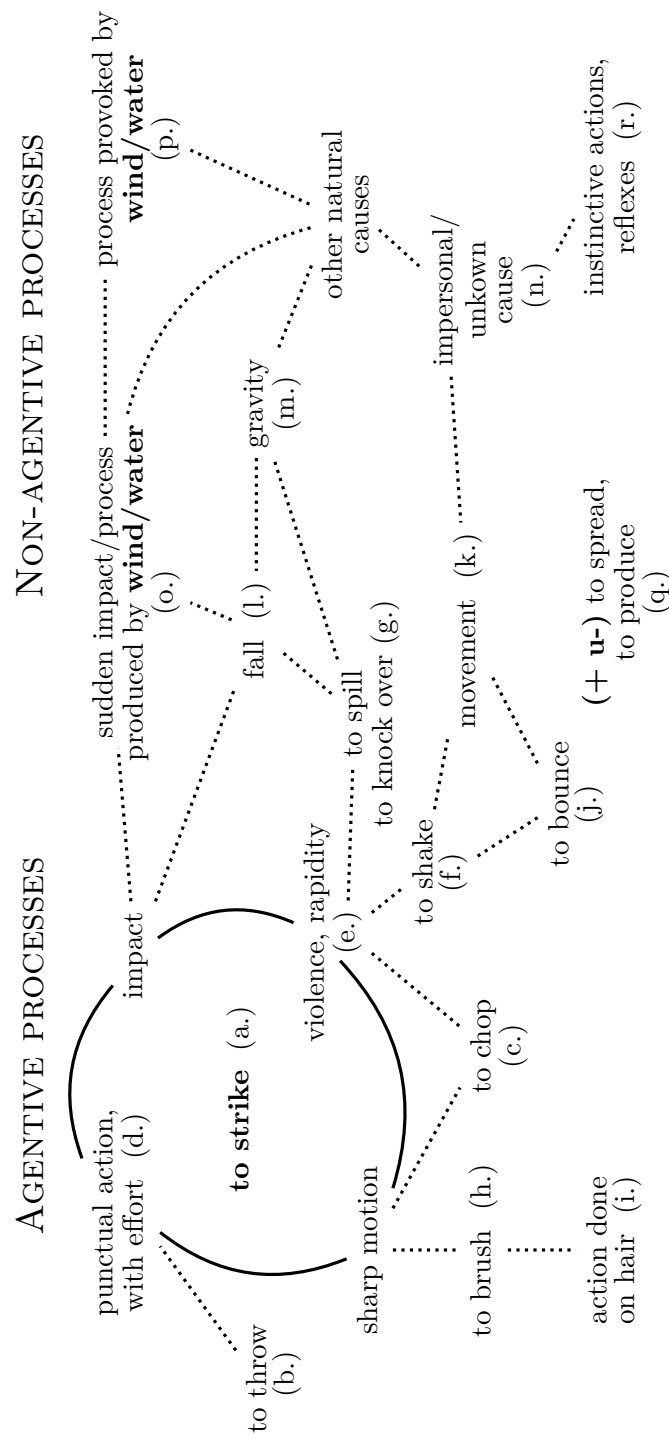 AGENTIVE PROCESSES
NON-AGENTIVE PROCESSES
punctual action,
with effort (d.)
impact
sudden impact/process
produced by wind/water
(o.)
process provoked by
wind/water
(p.)
to throw
(b.)
to strike (a.)
fall (l.)
gravity
(m.)
other natural
causes
sharp motion
violence, rapidity
(e.)
to spill
to knock over (g.)
to brush (h.)
to chop
(c.)
to shake
(f.)
movement (k.)
impersonal/
unkown
cause
(n.)
action done
on hair (i.)
to bounce
(j.)
(+ u-) to spread,
to produce
(q.)
instinctive actions,
reflexes (r.)